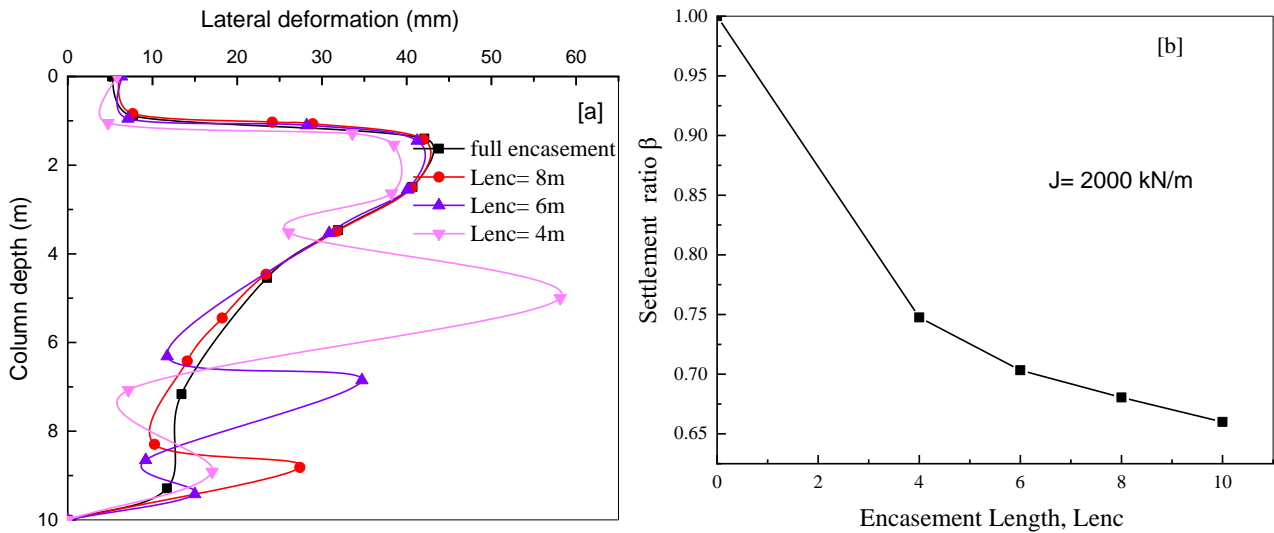 Lateral deformation (mm)
0 10 20 30 40 50 60
[a]
full encasement
Lenc= 8m
Lenc= 6m
Lenc= 4m
0
2
4
6
8
10
Column depth (m)
1.00
0.95
0.90
0.85
0.80
0.75
0.70
0.65
Settlement ratio β
[b]
J= 2000 kN/m
0 2 4 6 8 10
Encasement Length, Lenc